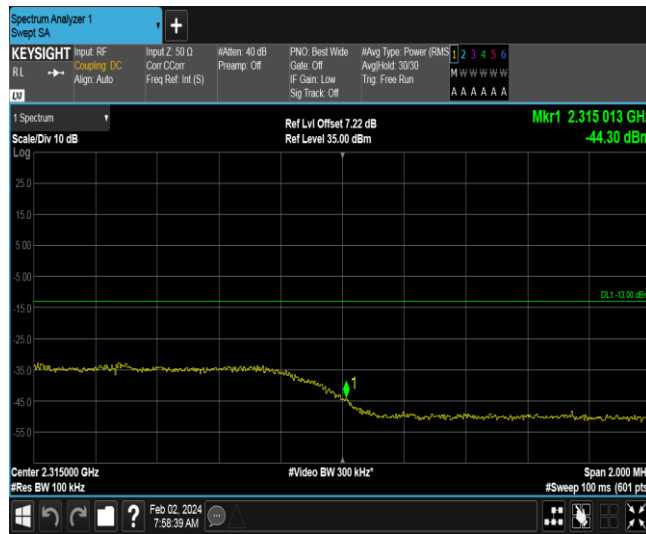 Spectrum Analyzer 1
Swept SA
+
KEYSIGHT
RL
LXI
Input: RF
Coupling: DC
Align: Auto
Input Z: 50 Ω
Corr CCorr
Freq Ref: Int (S)
#Atten: 40 dB
Preamp: Off
PNO: Best Wide
Gate: Off
IF Gain: Low
Sig Track: Off
#Avg Type: Power (RMS
Avg|Hold: 30/30
Trig: Free Run
1 2 3 4 5 6
M W W W W W
A A A A A A
1 Spectrum
Scale/Div 10 dB
Ref Lvl Offset 7.22 dB
Ref Level 35.00 dBm
Mkr1 2.315 013 GHz
-44.30 dBm
Log
25.0
15.0
5.00
-5.00
DL1 -13.00 dBm
-15.0
-25.0
-35.0
1
-45.0
-55.0
Center 2.315000 GHz
#Video BW 300 kHz*
Span 2.000 MH
#Res BW 100 kHz
#Sweep 100 ms (601 pts
?
Feb 02, 2024
7:58:39 AM